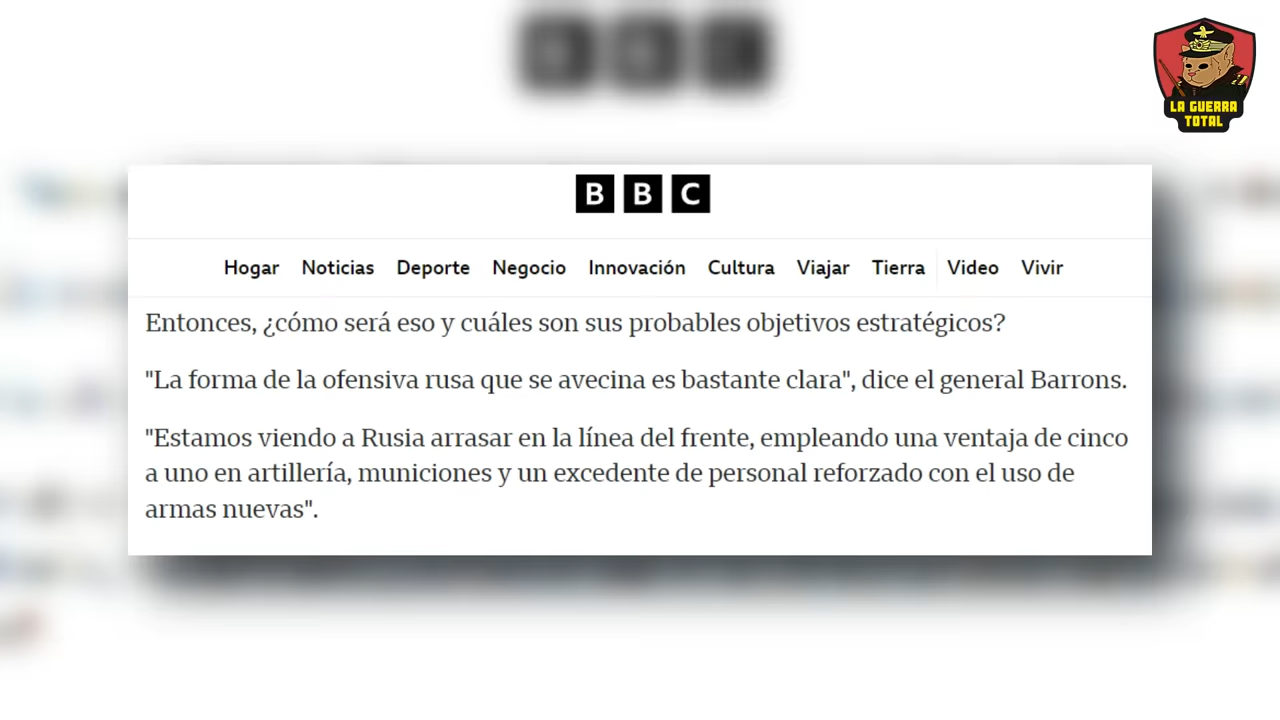 LA GUERRA
TOTAL
BBC
Hogar Noticias Deporte Negocio Innovación Cultura Viajar Tierra Video Vivir
Entonces, ¿cómo será eso y cuáles son sus probables objetivos estratégicos?
"La forma de la ofensiva rusa que se avecina es bastante clara", dice el general Barrons.
"Estamos viendo a Rusia arrasar en la línea del frente, empleando una ventaja de cinco
a uno en artillería, municiones y un excedente de personal reforzado con el uso de
armas nuevas".